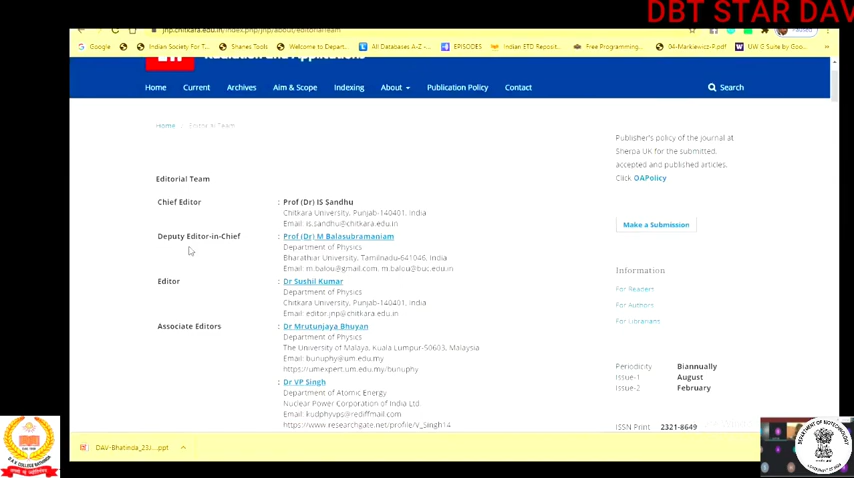 DBT STAR DAV
jnp.chitkara.edu.in/index.php/jnp/about/editorialTeam
Paused
Google
Indian Society For T...
Snanes Tools
Welcome to Depart...
All Databases A-Z -...
EPISODES
Indian ETD Reposit...
Free Programming...
04-Markiewicz-P.pdf
UW G Suite by Goo...
Radiation and Applications
Home Current Archives Aim & Scope Indexing About Publication Policy Contact
Search
Home / Editorial Team
Editorial Team
Chief Editor : Prof (Dr) IS Sandhu
Chitkara University, Punjab-140401, India
Email: is.sandhu@chitkara.edu.in
Deputy Editor-in-Chief : Prof (Dr) M Balasubramaniam
Department of Physics
Bharathiar University, Tamilnadu-641046, India
Email: m.balou@gmail.com, m.balou@buc.edu.in
Editor : Dr Sushil Kumar
Department of Physics
Chitkara University, Punjab-140401, India
Email: editor.jnp@chitkara.edu.in
Associate Editors : Dr Mrutunjaya Bhuyan
Department of Physics
The University of Malaya, Kuala Lumpur-50603, Malaysia
Email: bunuphy@um.edu.my
https://umexpert.um.edu.my/bunuphy
: Dr VP Singh
Department of Atomic Energy
Nuclear Power Corporation of India Ltd
Email: kudphyvps@rediffmail.com
https://www.researchgate.net/profile/V_Singh14
Publisher's policy of the journal at
Sherpa UK for the submitted,
accepted and published articles.
Click OAPolicy
Make a Submission
Information
For Readers
For Authors
For Librarians
Periodicity Biannually
Issue-1 August
Issue-2 February
ISSN Print 2321-8649
DAV-Bhatinda_23J...ppt